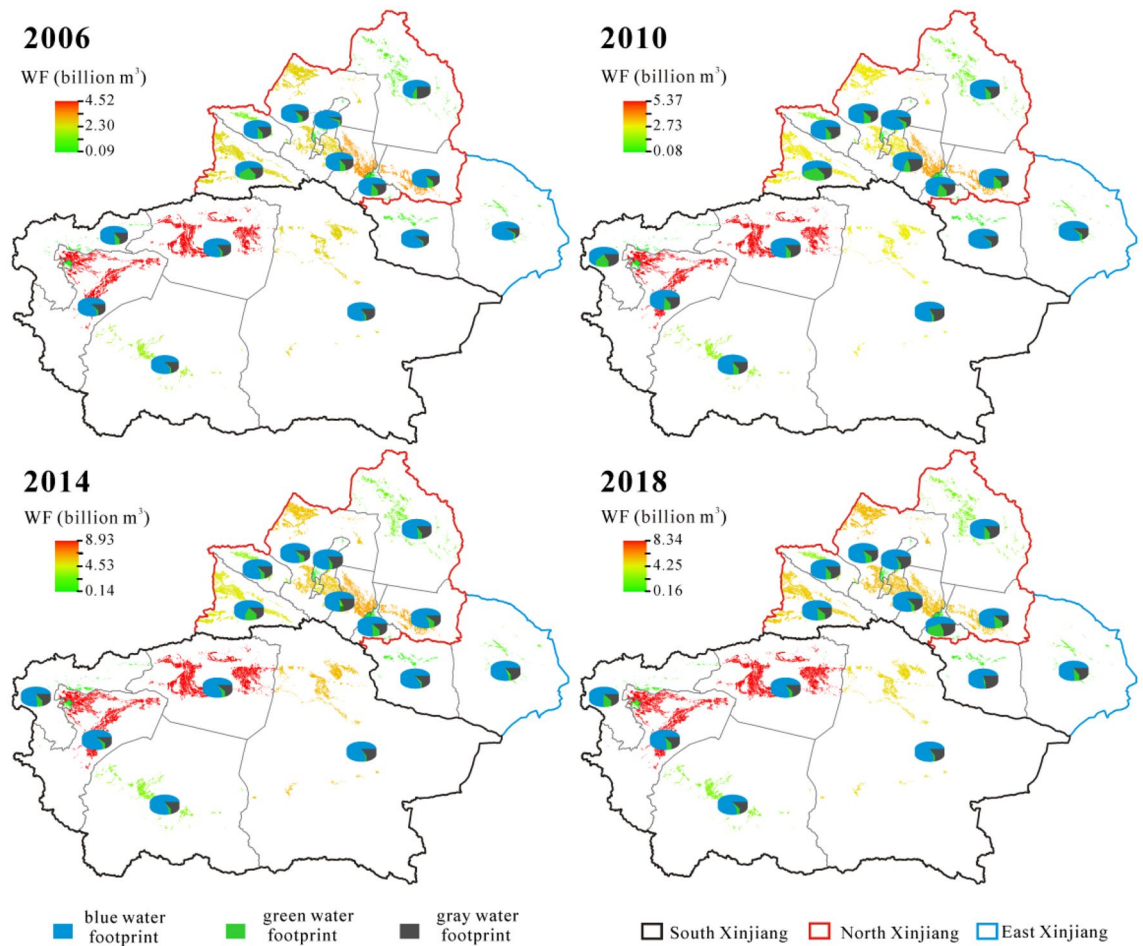 2006
WF (billion m³)
4.52
2.30
0.09
2010
WF (billion m³)
5.37
2.73
0.08
2014
WF (billion m³)
8.93
4.53
0.14
2018
WF (billion m³)
8.34
4.25
0.16
blue water
footprint
green water
footprint
gray water
footprint
South Xinjiang
North Xinjiang
East Xinjiang